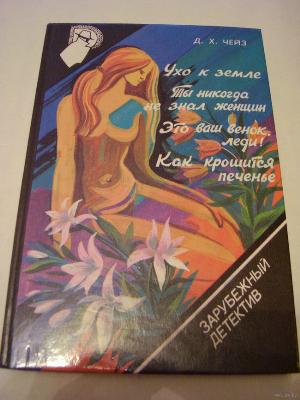 Д. Х. ЧЕЙЗ
Ухо к земле
Ты никогда
не знал женщин
Это ваш венок,
леди!
Как крошится
печенье
ЗАРУБЕЖНЫЙ
ДЕТЕКТИВ